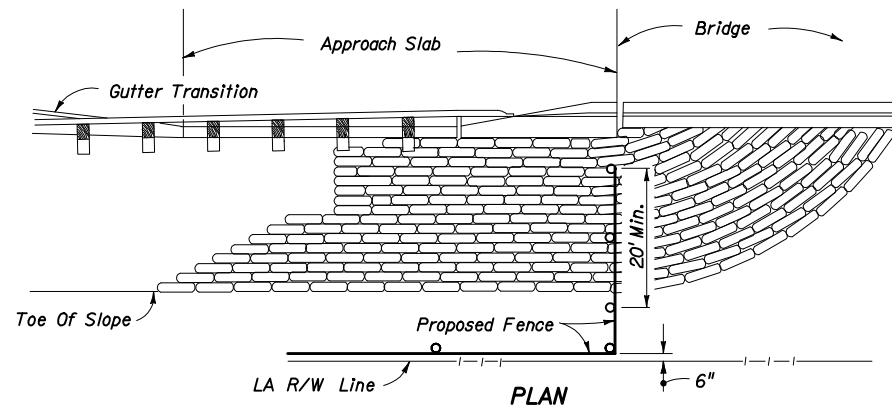 Approach Slab
Bridge
Gutter Transition
20' Min.
Toe Of Slope
Proposed Fence
LA R/W Line
6"
PLAN